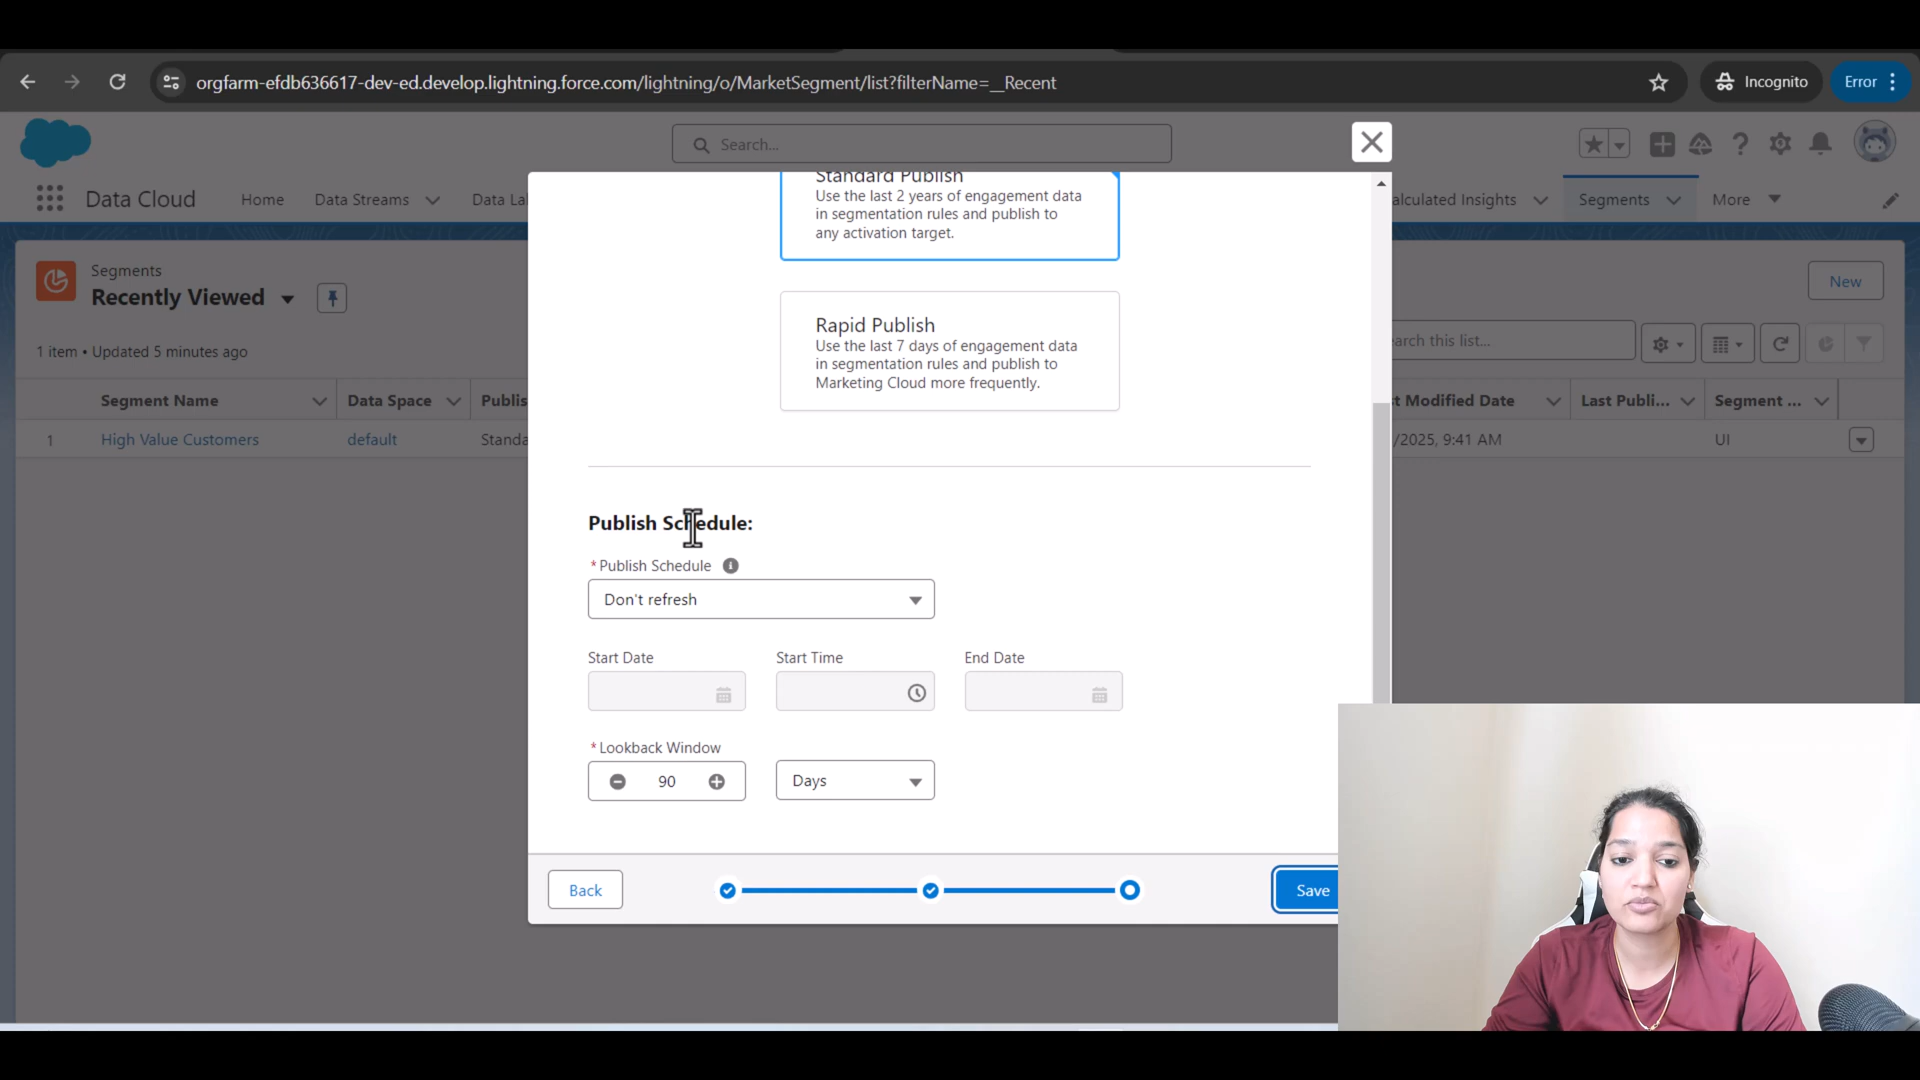 orgfarm-efdb636617-dev-ed.develop.lightning.force.com/lightning/o/MarketSegment/list?filterName=__Recent
Incognito
Error
Search...
Data Cloud
Home
Data Streams
Data La
alculated Insights
Segments
More
Segments
Recently Viewed
New
1 item • Updated 5 minutes ago
arch this list...
Segment Name
Data Space
Publis
t Modified Date
Last Publi...
Segment ...
1
High Value Customers
default
Standa
/2025, 9:41 AM
UI
Standard Publish
Use the last 2 years of engagement data
in segmentation rules and publish to
any activation target.
Rapid Publish
Use the last 7 days of engagement data
in segmentation rules and publish to
Marketing Cloud more frequently.
Publish Schedule:
*Publish Schedule
Don't refresh
Start Date
Start Time
End Date
*Lookback Window
90
Days
Back
Save